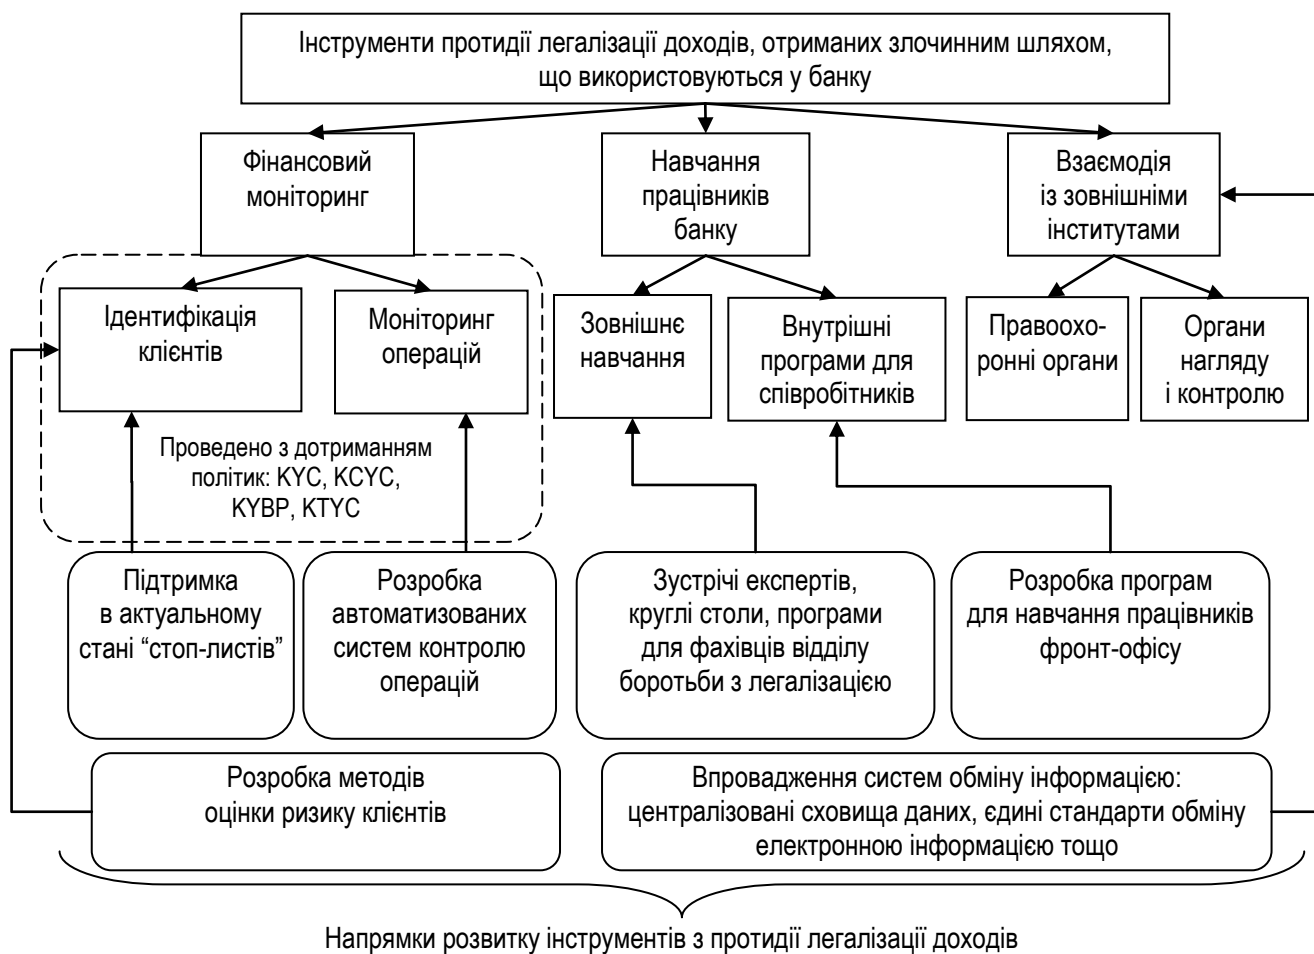 Інструменти протидії легалізації доходів, отриманих злочинним шляхом,
що використовуються у банку
Фінансовий
моніторинг
Навчання
працівників
банку
Взаємодія
із зовнішніми
інститутами
Ідентифікація
клієнтів
Моніторинг
операцій
Зовнішнє
навчання
Внутрішні
програми для
співробітників
Правоохо-
ронні органи
Органи
нагляду
і контролю
Проведено з дотриманням
політик: KYC, KCYC,
KYBP, KTYC
Підтримка
в актуальному
стані “стоп-листів”
Розробка
автоматизованих
систем контролю
операцій
Зустрічі експертів,
круглі столи, програми
для фахівців відділу
боротьби з легалізацією
Розробка програм
для навчання працівників
фронт-офісу
Розробка методів
оцінки ризику клієнтів
Впровадження систем обміну інформацією:
централізовані сховища даних, єдині стандарти обміну
електронною інформацією тощо
Напрямки розвитку інструментів з протидії легалізації доходів